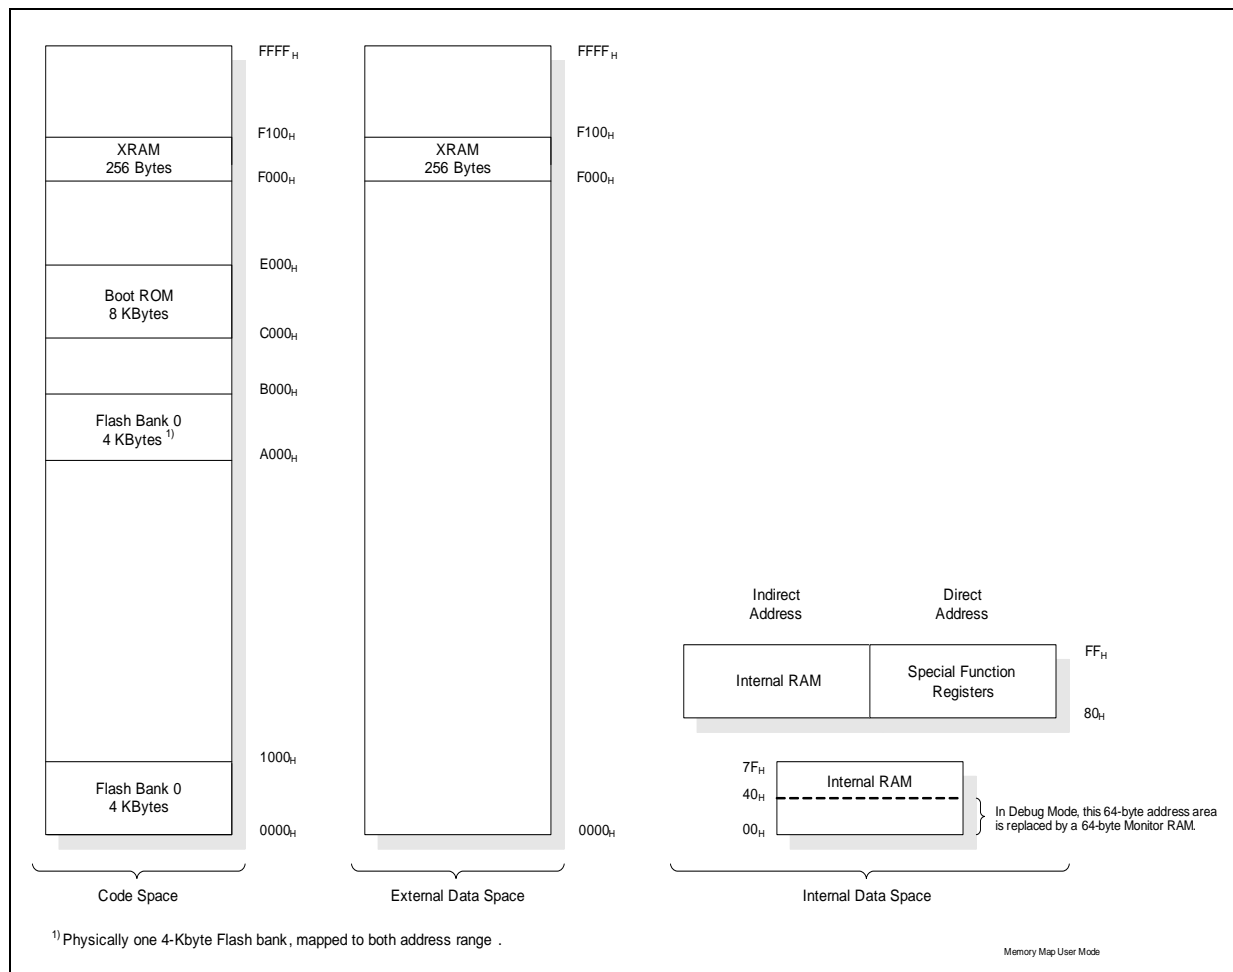 FFFFH
F100H
XRAM
256 Bytes
F000H
E000H
Boot ROM
8 KBytes
C000H
B000H
Flash Bank 0
4 KBytes 1)
A000H
1000H
Flash Bank 0
4 KBytes
0000H
Code Space
FFFFH
F100H
XRAM
256 Bytes
F000H
0000H
External Data Space
Indirect
Address
Direct
Address
Internal RAM
Special Function
Registers
FFH
80H
7FH
Internal RAM
40H
00H
In Debug Mode, this 64-byte address area
is replaced by a 64-byte Monitor RAM.
Internal Data Space
1) Physically one 4-Kbyte Flash bank, mapped to both address range .
Memory Map User Mode